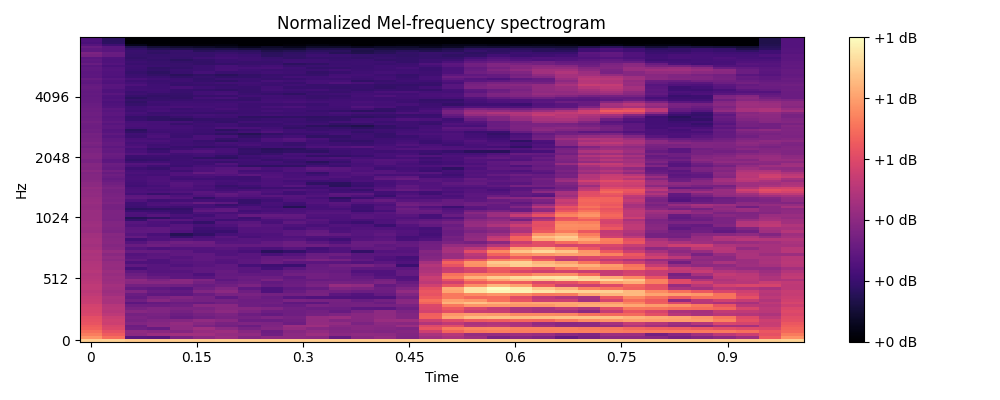 Normalized Mel-frequency spectrogram
Hz
4096
2048
1024
512
0
0 0.15 0.3 0.45 0.6 0.75 0.9
Time
+1 dB
+1 dB
+1 dB
+0 dB
+0 dB
+0 dB